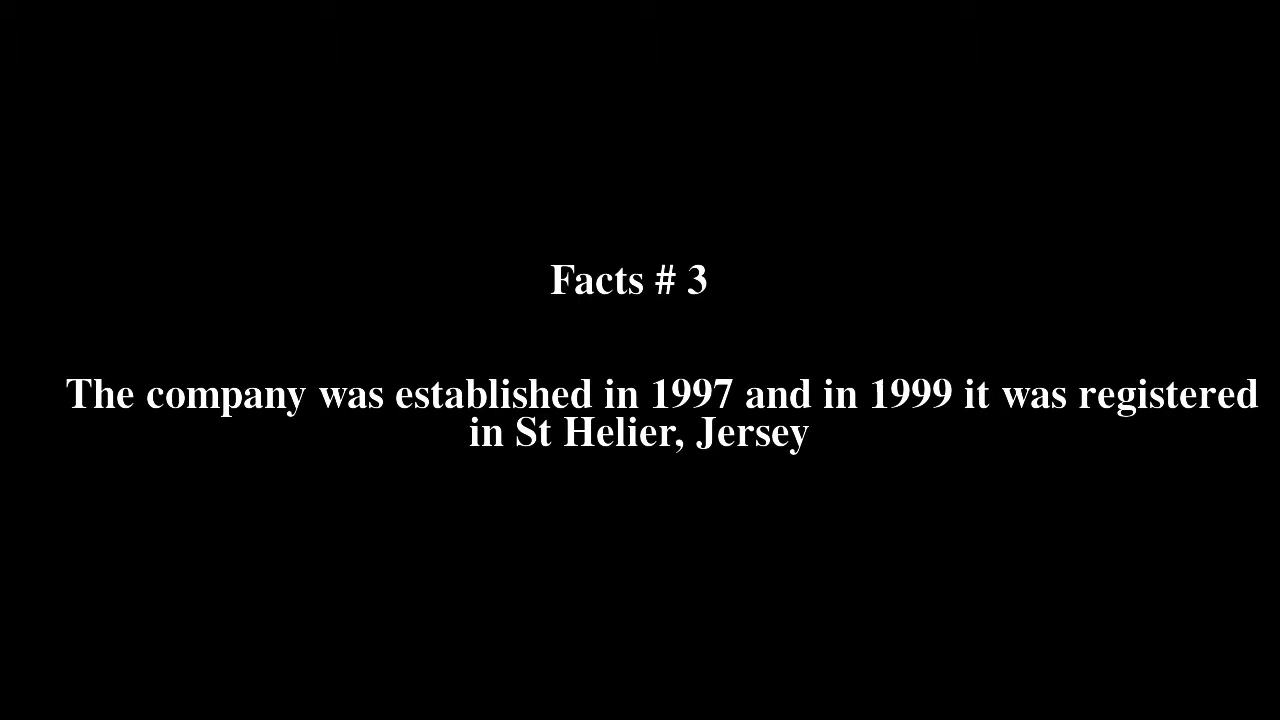 Facts # 3
The company was established in 1997 and in 1999 it was registered
in St Helier, Jersey